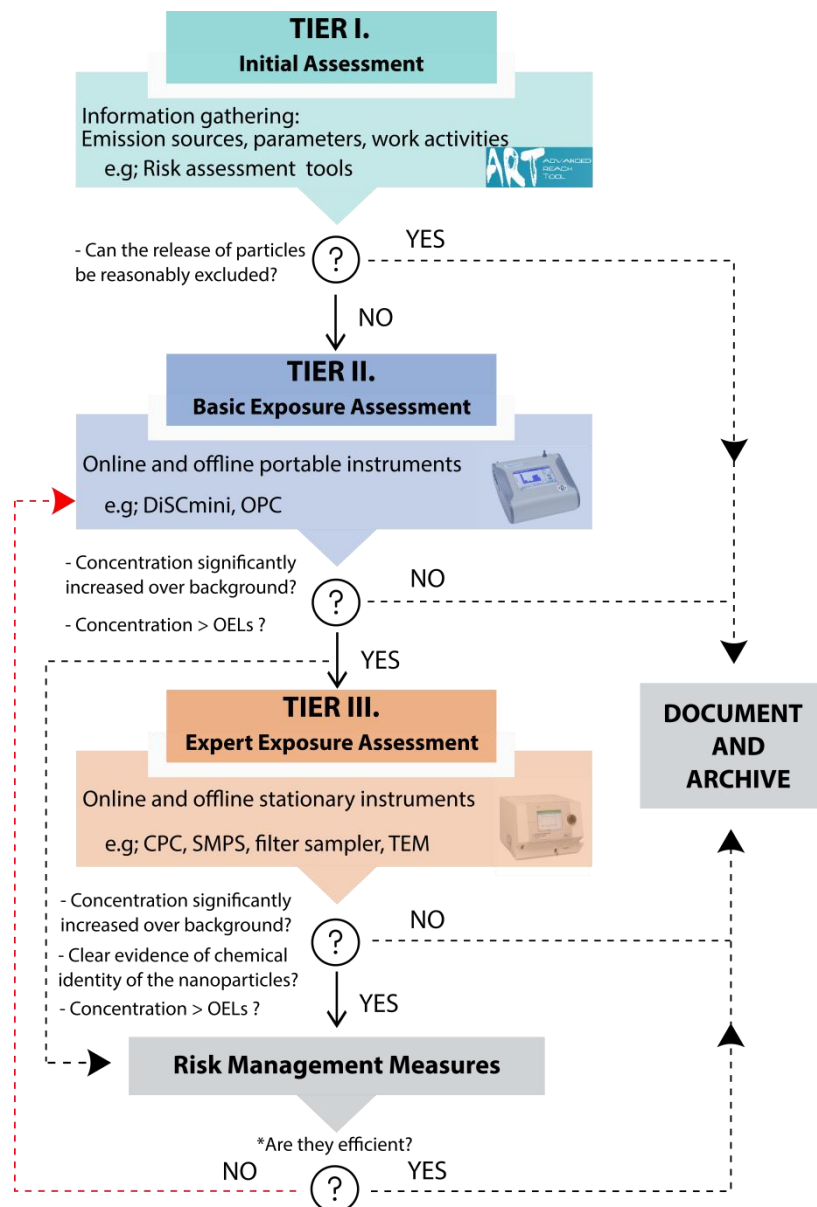 TIER I.
Initial Assessment
Information gathering:
Emission sources, parameters, work activities
e.g; Risk assessment tools
ART
ADVANCED
REACH
TOOL
- Can the release of particles
be reasonably excluded?
?
YES
NO
TIER II.
Basic Exposure Assessment
Online and offline portable instruments
e.g; DiSCmini, OPC
- Concentration significantly
increased over background?
- Concentration > OELs ?
?
NO
YES
TIER III.
Expert Exposure Assessment
DOCUMENT
AND
ARCHIVE
Online and offline stationary instruments
e.g; CPC, SMPS, filter sampler, TEM
- Concentration significantly
increased over background?
- Clear evidence of chemical
identity of the nanoparticles?
- Concentration > OELs ?
?
NO
YES
Risk Management Measures
*Are they efficient?
NO
?
YES